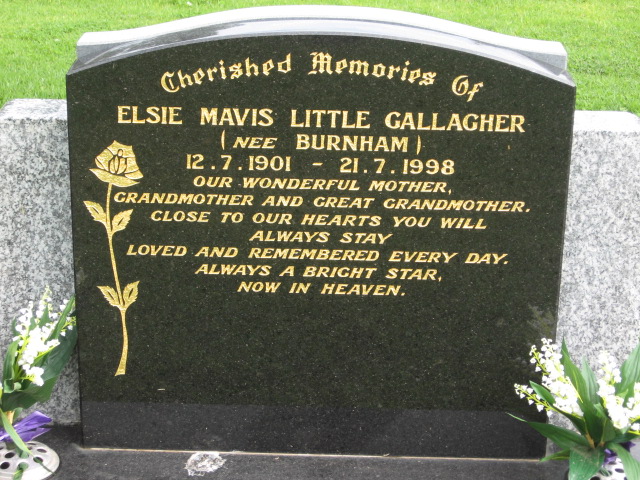 Cherished Memories Of
ELSIE MAVIS LITTLE GALLAGHER
(NEE BURNHAM)
12.7.1901 - 21.7.1998
OUR WONDERFUL MOTHER,
GRANDMOTHER AND GREAT GRANDMOTHER.
CLOSE TO OUR HEARTS YOU WILL
ALWAYS STAY
LOVED AND REMEMBERED EVERY DAY.
ALWAYS A BRIGHT STAR,
NOW IN HEAVEN.